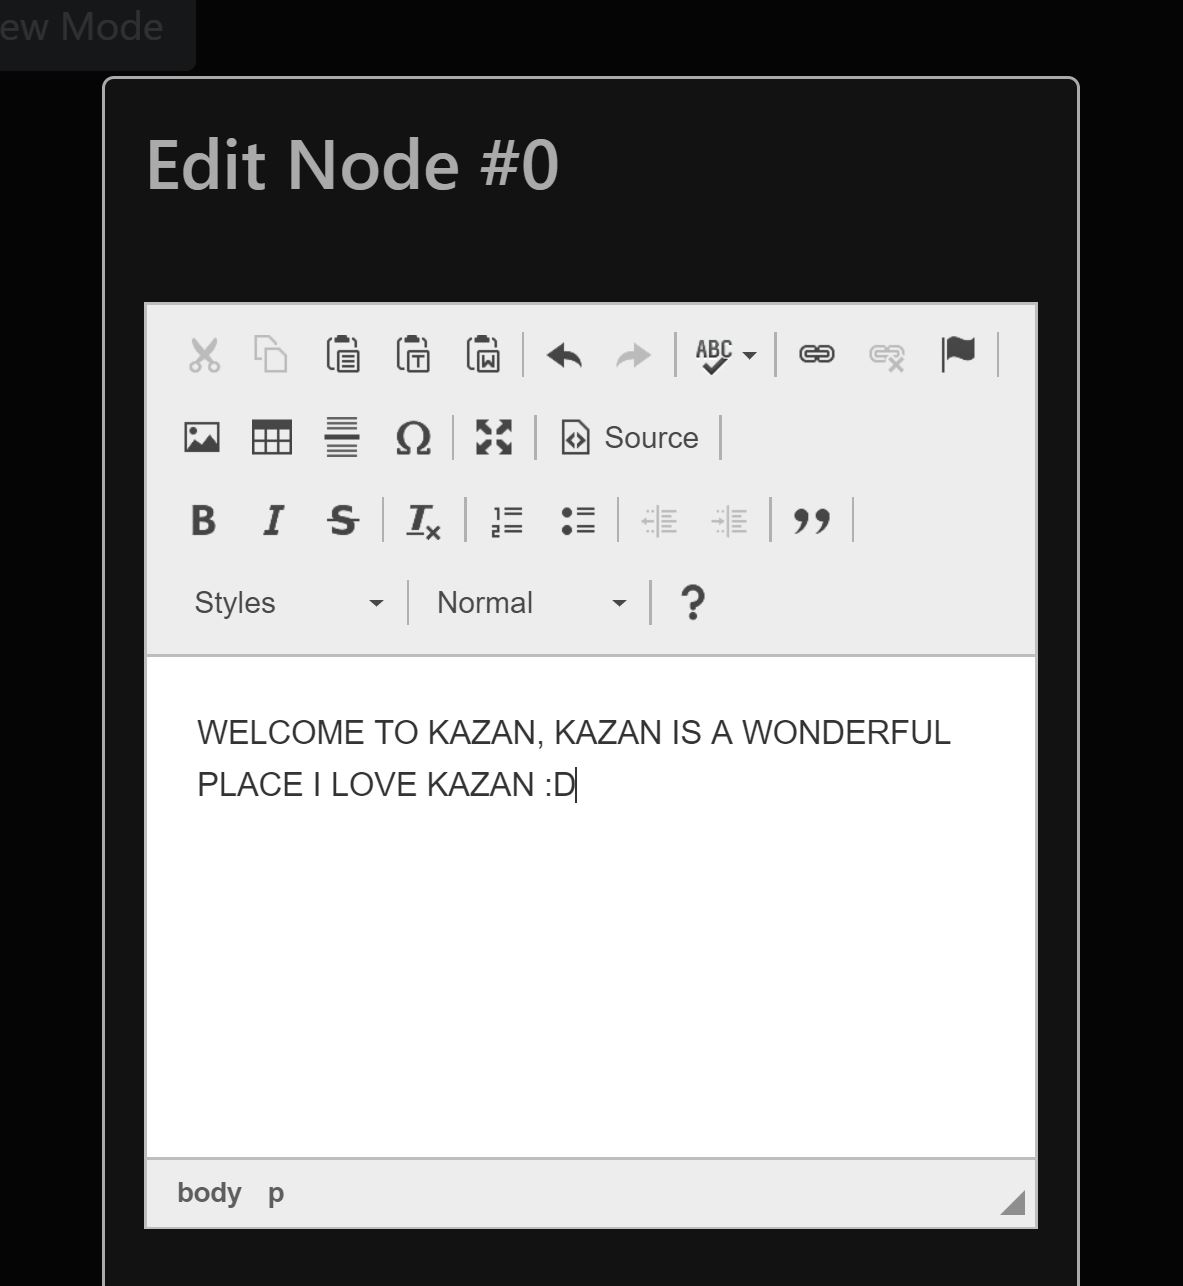 ew Mode
Edit Node #0
ABC
Source
Styles
Normal
?
WELCOME TO KAZAN, KAZAN IS A WONDERFUL
PLACE I LOVE KAZAN :D
body p